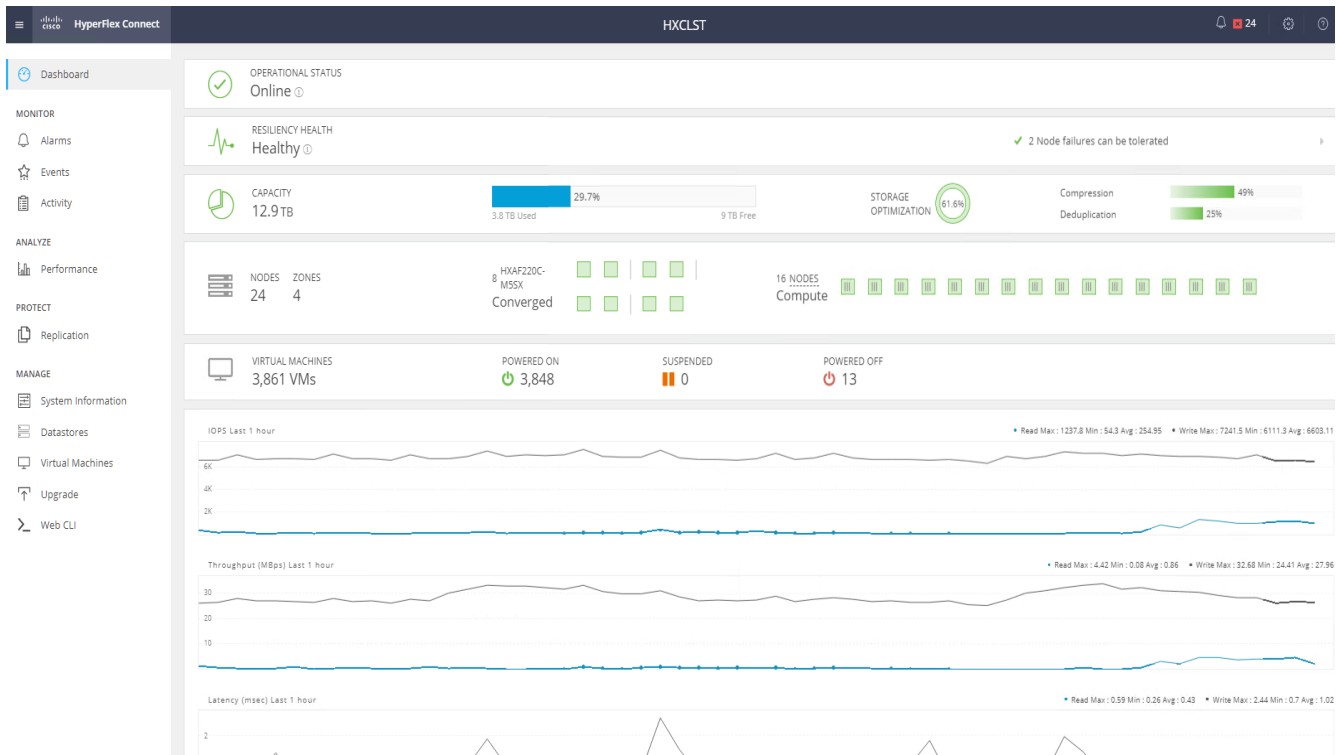 CISCO HyperFlex Connect
HXCLST
24
Dashboard
MONITOR
Alarms
Events
Activity
ANALYZE
Performance
PROTECT
Replication
MANAGE
System Information
Datastores
Virtual Machines
Upgrade
Web CLI
OPERATIONAL STATUS
Online
RESILIENCY HEALTH
Healthy
2 Node failures can be tolerated
CAPACITY
12.9 TB
29.7%
3.8 TB Used
9 TB Free
STORAGE
OPTIMIZATION
61.6%
Compression
49%
Deduplication
25%
NODES
24
ZONES
4
8 HXAF220C-
M5SX
Converged
16 NODES
Compute
VIRTUAL MACHINES
3,861 VMs
POWERED ON
3,848
SUSPENDED
0
POWERED OFF
13
IOPS Last 1 hour
Read Max : 1237.8 Min : 54.3 Avg : 254.95 Write Max : 7241.5 Min : 6111.3 Avg : 6603.11
6K
4K
2K
Throughput (MBps) Last 1 hour
Read Max : 4.42 Min : 0.08 Avg : 0.86 Write Max : 32.68 Min : 24.41 Avg : 27.96
30
20
10
Latency (msec) Last 1 hour
Read Max : 0.59 Min : 0.26 Avg : 0.43 Write Max : 2.44 Min : 0.7 Avg : 1.02
2